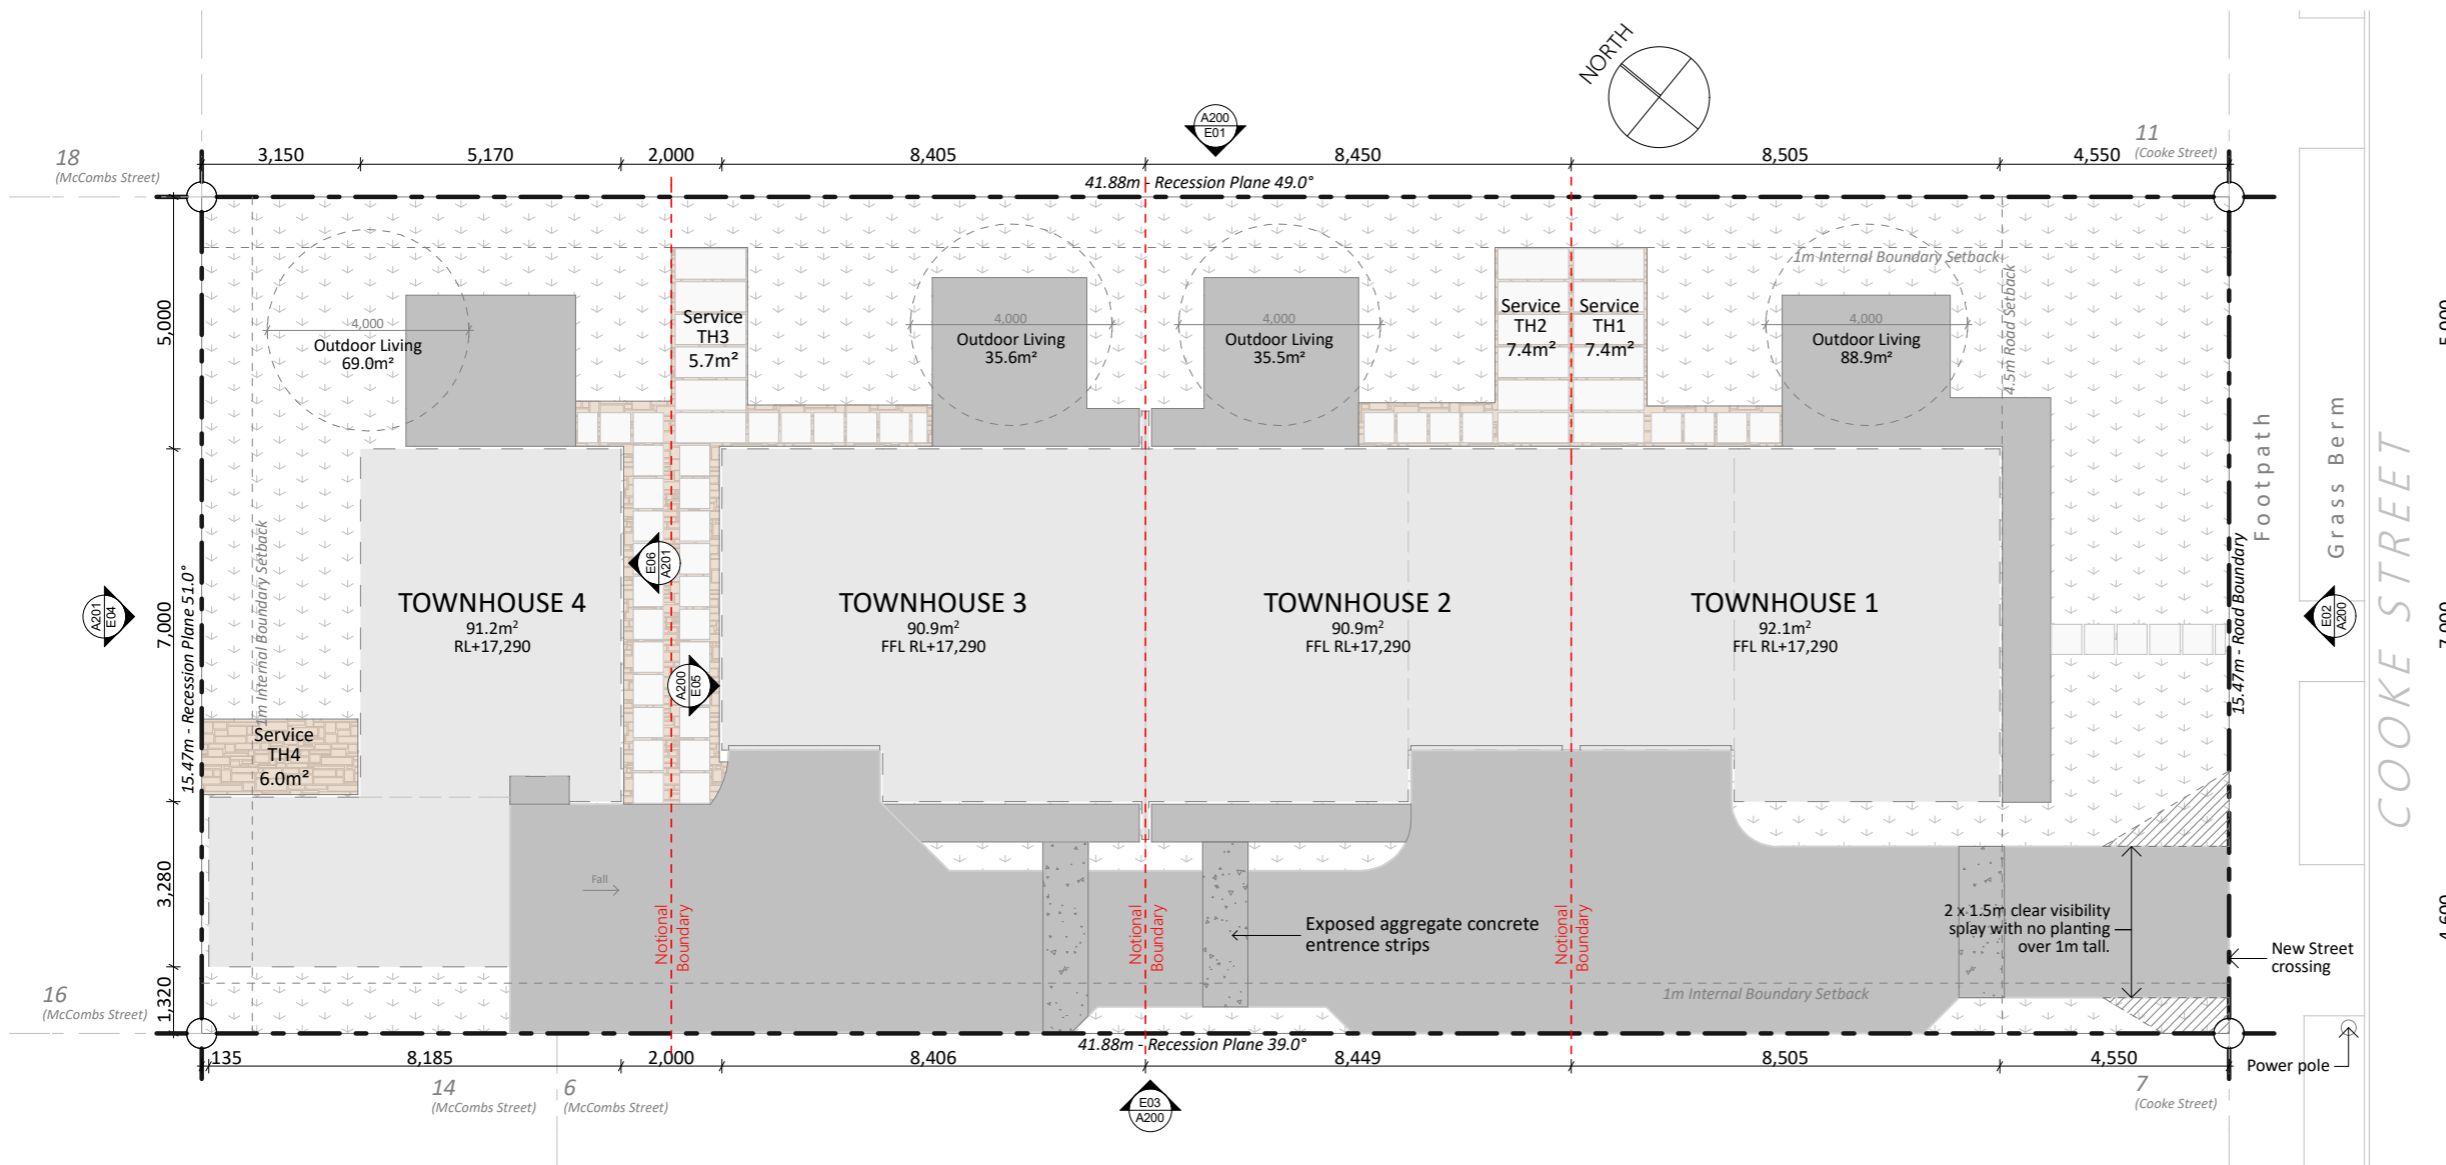 NORTH
A200
E01
18
(McCombs Street)
11
(Cooke Street)
3,150
5,170
2,000
8,405
8,450
8,505
4,550
41.88m - Recession Plane 49.0°
1m Internal Boundary Setback
4.5m Road Setback
5,000
7,000
3,280
1,320
15.47m - Recession Plane 51.0°
1m Internal Boundary Setback
A201
E04
4,000
Outdoor Living
69.0m²
Service
TH3
5.7m²
4,000
Outdoor Living
35.6m²
4,000
Outdoor Living
35.5m²
Service
TH2
7.4m²
Service
TH1
7.4m²
4,000
Outdoor Living
88.9m²
E06
A201
A200
E05
TOWNHOUSE 4
91.2m²
RL+17,290
TOWNHOUSE 3
90.9m²
FFL RL+17,290
TOWNHOUSE 2
90.9m²
FFL RL+17,290
TOWNHOUSE 1
92.1m²
FFL RL+17,290
Service
TH4
6.0m²
Fall
Notional
Boundary
Notional
Boundary
Notional
Boundary
Exposed aggregate concrete
entrence strips
2 x 1.5m clear visibility
splay with no planting
over 1m tall.
1m Internal Boundary Setback
15.47m - Road Boundary
Footpath
Grass Berm
COOKE STREET
E02
A200
New Street
crossing
Power pole
16
(McCombs Street)
41.88m - Recession Plane 39.0°
135
8,185
2,000
8,406
8,449
8,505
4,550
14
(McCombs Street)
6
(McCombs Street)
E03
A200
7
(Cooke Street)